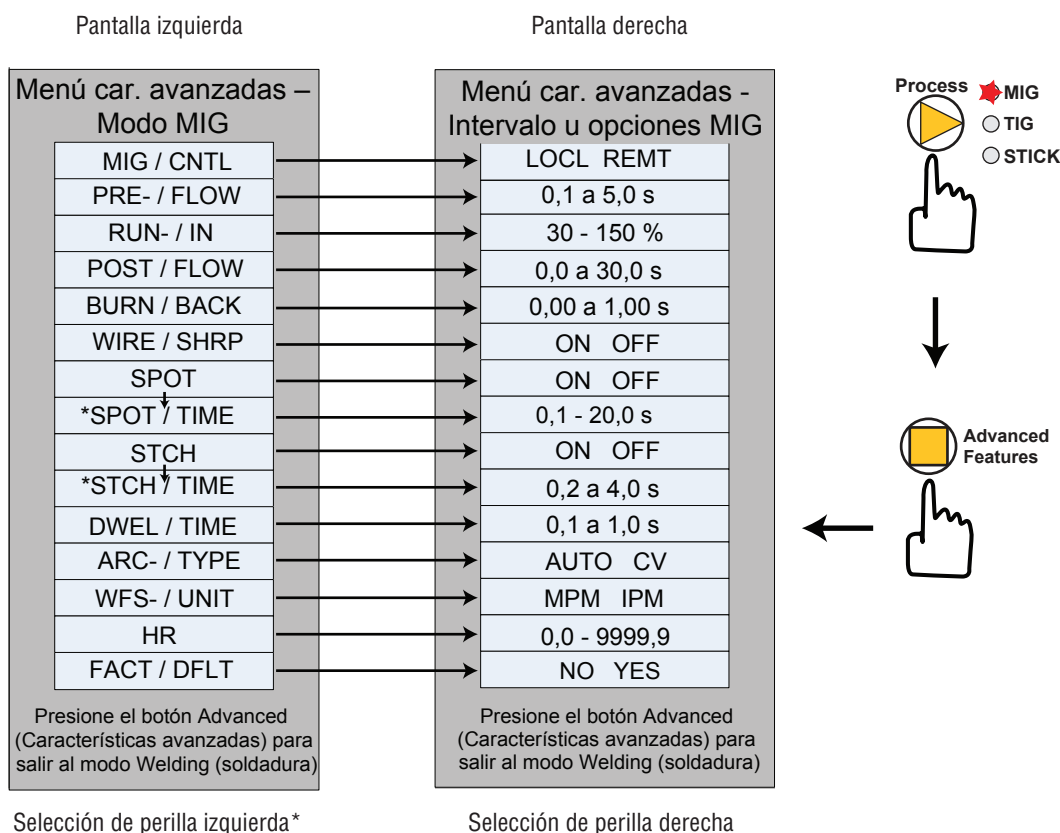 Pantalla izquierda
Pantalla derecha
Menú car. avanzadas –
Modo MIG
MIG / CNTL
PRE- / FLOW
RUN- / IN
POST / FLOW
BURN / BACK
WIRE / SHRP
SPOT
*SPOT / TIME
STCH
*STCH / TIME
DWEL / TIME
ARC- / TYPE
WFS- / UNIT
HR
FACT / DFLT
Presione el botón Advanced
(Características avanzadas) para
salir al modo Welding (soldadura)
Menú car. avanzadas -
Intervalo u opciones MIG
LOCL REMT
0,1 a 5,0 s
30 - 150 %
0,0 a 30,0 s
0,00 a 1,00 s
ON OFF
ON OFF
0,1 - 20,0 s
ON OFF
0,2 a 4,0 s
0,1 a 1,0 s
AUTO CV
MPM IPM
0,0 - 9999,9
NO YES
Presione el botón Advanced
(Características avanzadas) para
salir al modo Welding (soldadura)
Process
MIG
TIG
STICK
Advanced
Features
Selección de perilla izquierda*
Selección de perilla derecha